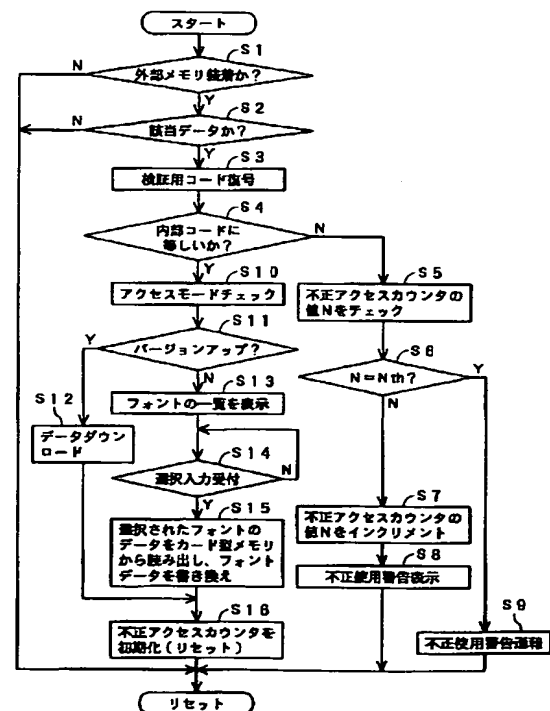 スタート
S1
外部メモリ装着か?
N
Y
S2
該当データか?
N
Y
S3
検証用コード復号
S4
内部コードに
等しいか?
N
Y
S5
不正アクセスカウンタの
値Nをチェック
S10
アクセスモードチェック
S11
バージョンアップ?
Y
N
S6
N=Nth?
Y
N
S12
データダウン
ロード
S13
フォントの一覧を表示
S14
選択入力受付
N
Y
S7
不正アクセスカウンタの
値Nをインクリメント
S15
選択されたフォントの
データをカード型メモリ
から読み出し、フォント
データを書き換え
S8
不正使用警告表示
S9
不正使用警告通報
S16
不正アクセスカウンタを
初期化(リセット)
リセット